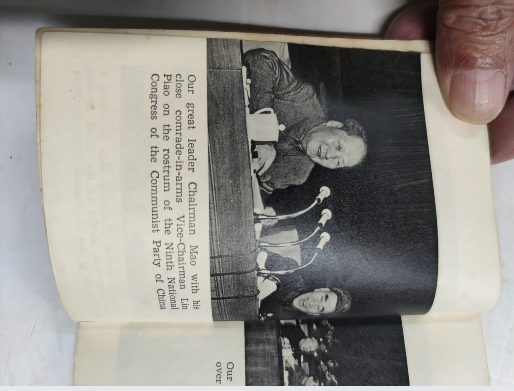 Our great leader Chairman Mao with his
close comrade-in-arms Vice-Chairman Lin
Piao on the rostrum of the Ninth National
Congress of the Communist Party of China
Our
over